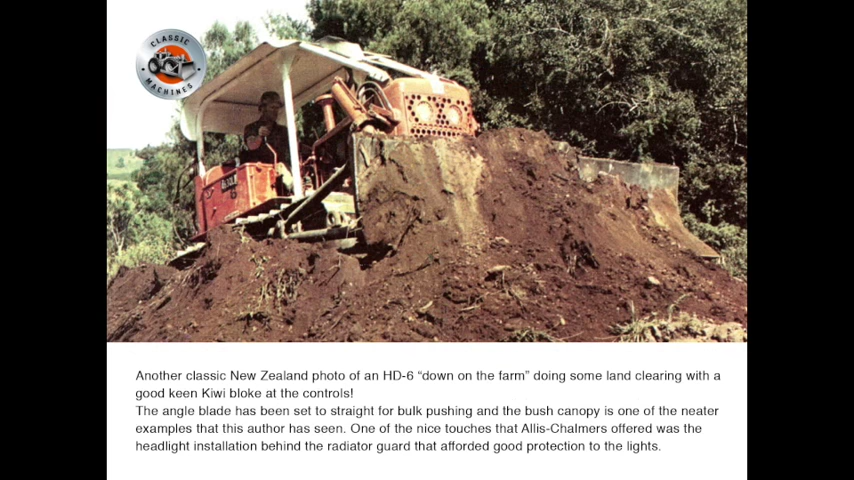 CLASSIC
MACHINES
Another classic New Zealand photo of an HD-6 “down on the farm” doing some land clearing with a
good keen Kiwi bloke at the controls!
The angle blade has been set to straight for bulk pushing and the bush canopy is one of the neater
examples that this author has seen. One of the nice touches that Allis-Chalmers offered was the
headlight installation behind the radiator guard that afforded good protection to the lights.